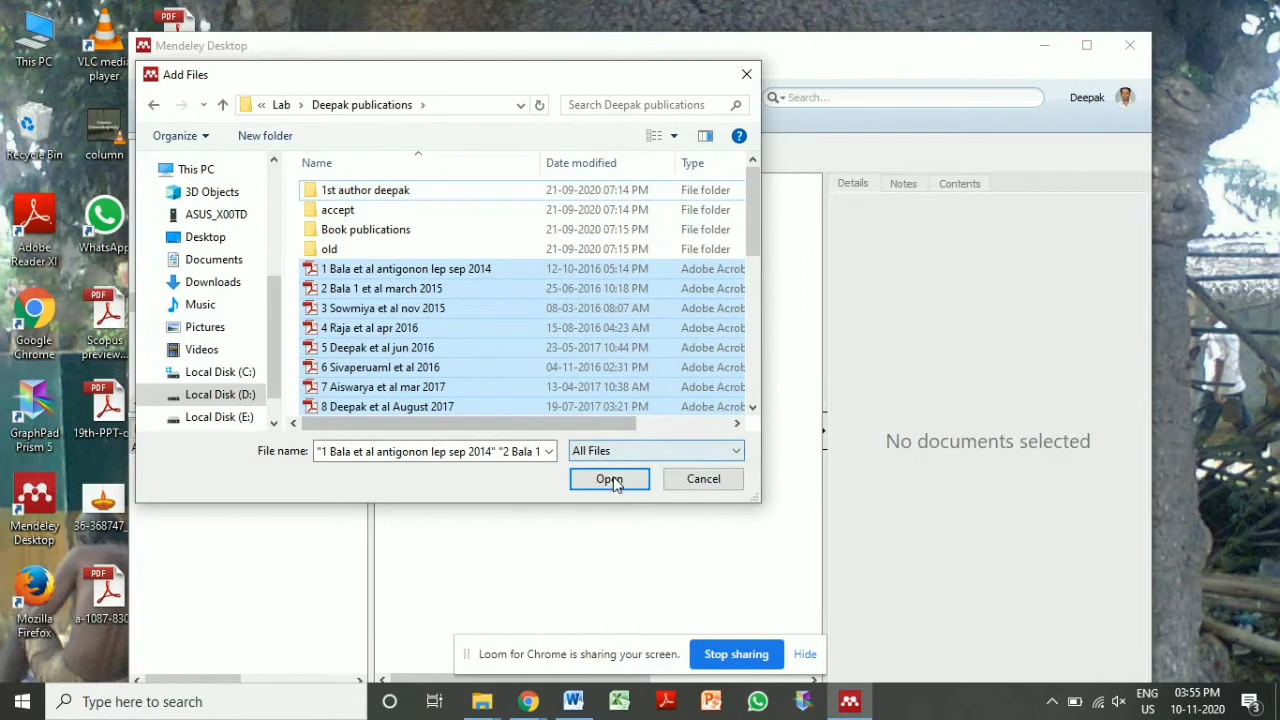 PDF
This PC
VLC media
player
Recycle Bin
column
Adobe
Reader XI
WhatsApp
PDF
Google
Chrome
Scopus
preview...
PDF
GraphPad
Prism 5
Mendeley
Desktop
36-368747_
PDF
Mozilla
Firefox
a-1087-830
Mendeley Desktop
Search...
Deepak
Details
Notes
Contents
No documents selected
Add Files
« Lab › Deepak publications ›
Search Deepak publications
Organize
New folder
Name
Date modified
Type
This PC
3D Objects
ASUS_X00TD
Desktop
Documents
Downloads
Music
Pictures
Videos
Local Disk (C:)
Local Disk (D:)
Local Disk (E:)
1st author deepak 21-09-2020 07:14 PM File folder
accept 21-09-2020 07:14 PM File folder
Book publications 21-09-2020 07:15 PM File folder
old 21-09-2020 07:15 PM File folder
1 Bala et al antigonon lep sep 2014 12-10-2016 05:14 PM Adobe Acrob
2 Bala 1 et al march 2015 25-06-2016 10:18 PM Adobe Acrob
3 Sowmiya et al nov 2015 08-03-2016 08:07 AM Adobe Acrob
4 Raja et al apr 2016 15-08-2016 04:23 AM Adobe Acrob
5 Deepak et al jun 2016 23-05-2017 10:44 PM Adobe Acrob
6 Sivaperuaml et al 2016 04-11-2016 02:31 PM Adobe Acrob
7 Aiswarya et al mar 2017 13-04-2017 10:38 AM Adobe Acrob
8 Deepak et al August 2017 19-07-2017 03:21 PM Adobe Acrob
File name:
"1 Bala et al antigonon lep sep 2014" "2 Bala 1
All Files
Open
Cancel
Loom for Chrome is sharing your screen.
Stop sharing
Hide
Type here to search
ENG
US
03:55 PM
10-11-2020
3